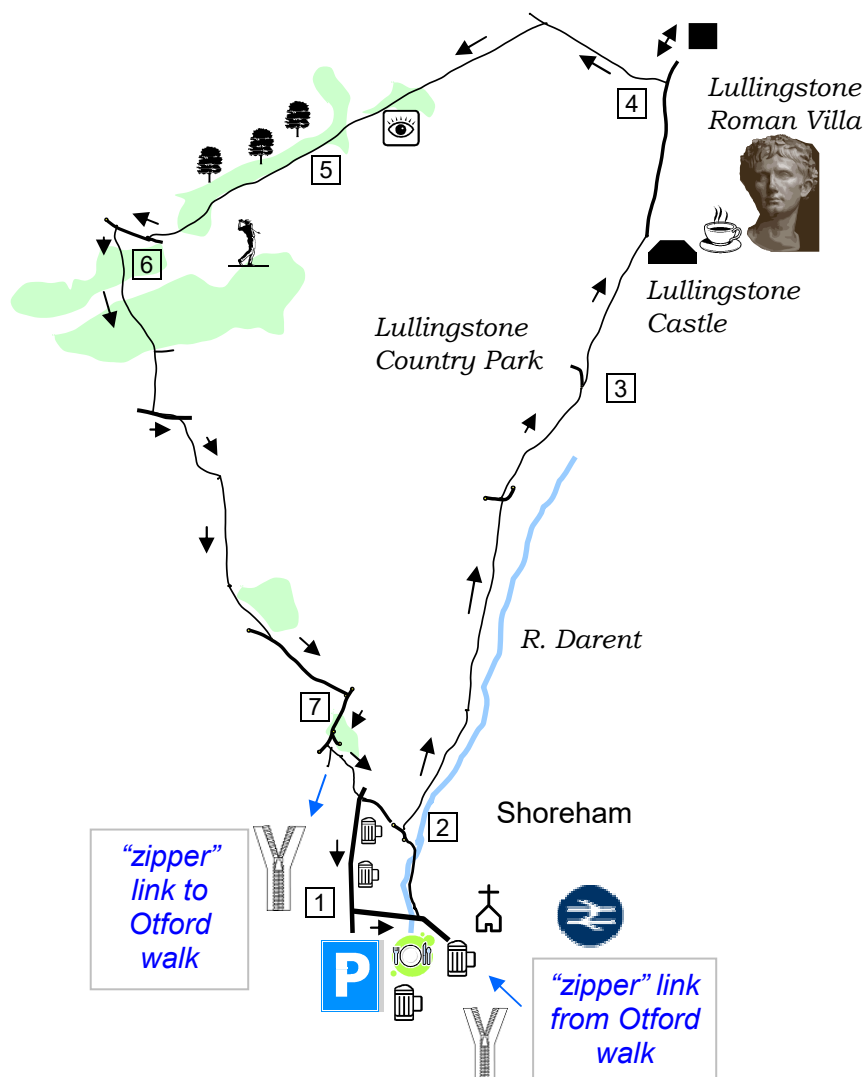 4
Lullingstone
Roman Villa
5
6
Lullingstone
Castle
Lullingstone
Country Park
3
R. Darent
7
2
Shoreham
“zipper”
link to
Otford
walk
1
P
“zipper” link
from Otford
walk